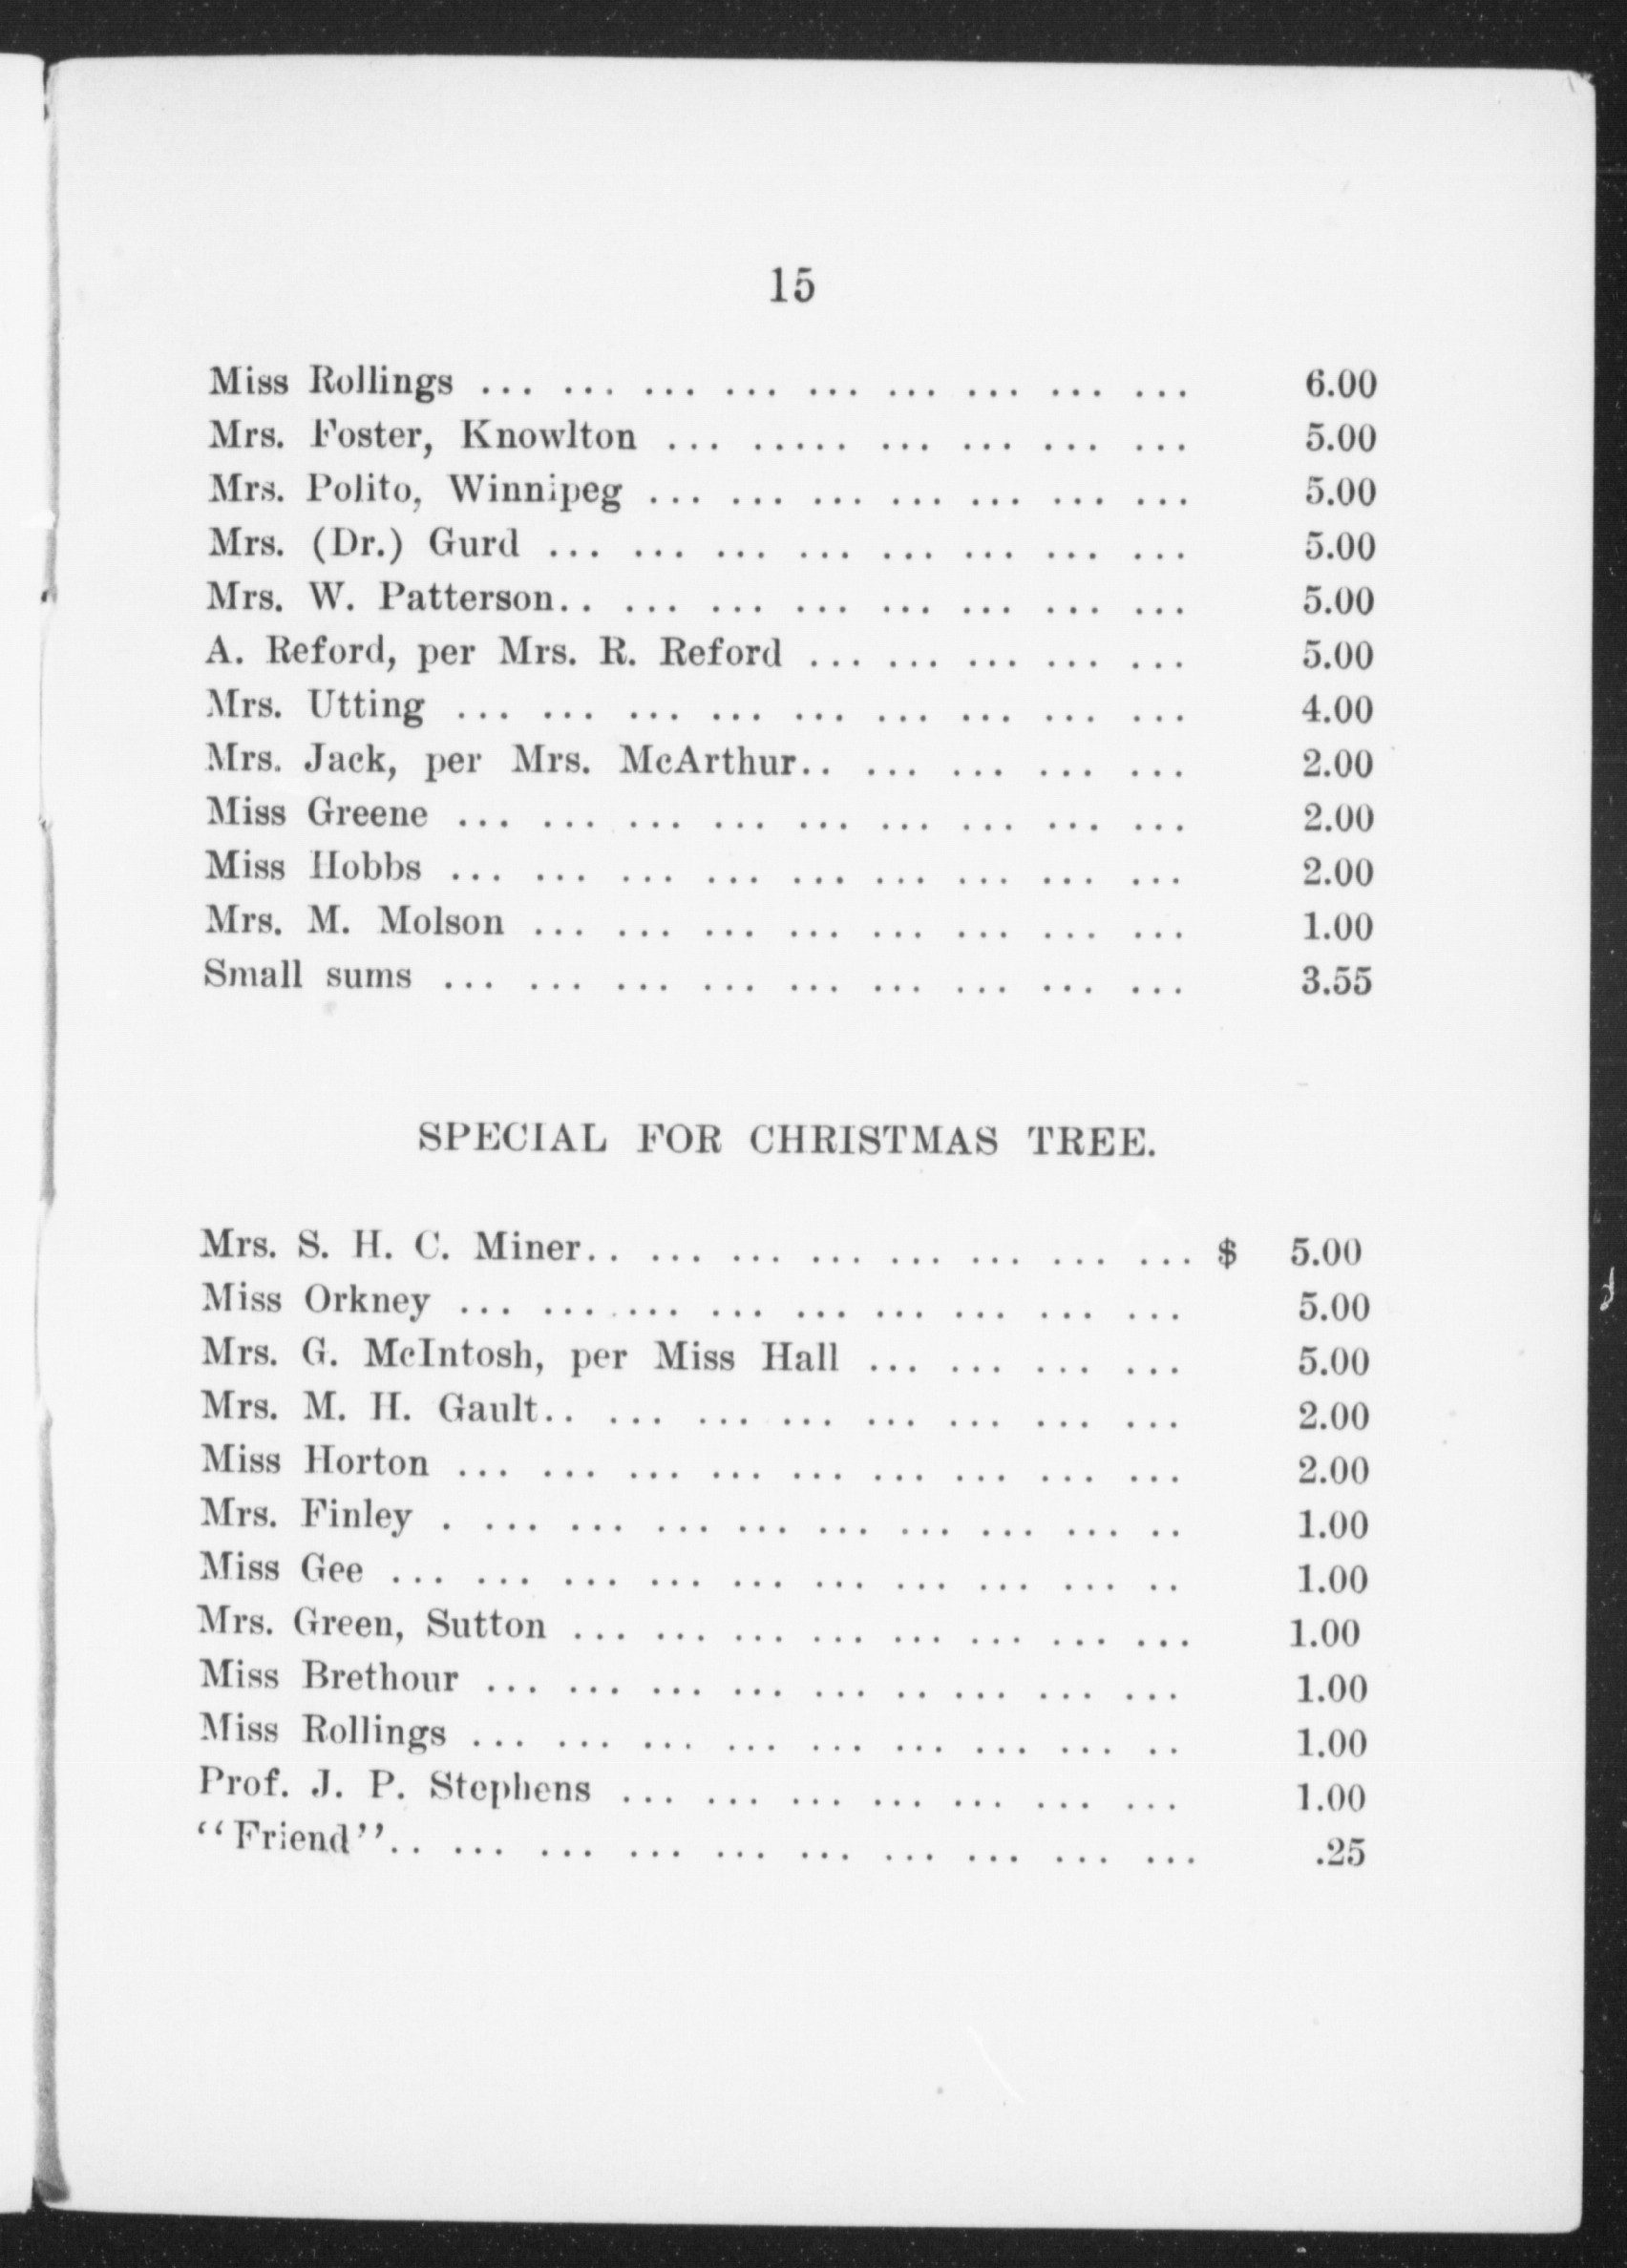 15
Miss Rollings ... ... ... ... ... ... ... ... ... 6.00
Mrs. Foster, Knowlton ... ..... ... ... ... ... 5.00
Mrs. Polito, Winnipeg ... ... ... ... ... ... ... 5.00
Mrs. (Dr.) Gurd ... ... ... ... ... ... ... ... 5.00
Mrs. W. Patterson.. ... ... ... ... ... ... ... 5.00
A. Reford, per Mrs. R. Reford ... ... ... ... ... 5.00
Mrs. Utting ... ... ... ... ... ... ... ... ... 4.00
Mrs. Jack, per Mrs. McArthur.. ... ... ... ... 2.00
Miss Greene ... ... ... ... ... ... ... ... ... 2.00
Miss Hobbs ... ... ... ... ... ... ... ... ... 2.00
Mrs. M. Molson ... ... ... ... ... ... ... ... 1.00
Small sums ... ... ... ... ... ... ... ... ... 3.55
SPECIAL FOR CHRISTMAS TREE.
Mrs. S. H. C. Miner.. ... ... ... ... ... ... ... $ 5.00
Miss Orkney ... ... ... ... ... ... ... ... ... 5.00
Mrs. G. McIntosh, per Miss Hall ... ... ... ... 5.00
Mrs. M. H. Gault.. ... ... ... ... ... ... ... 2.00
Miss Horton ... ... ... ... ... ... ... ... ... 2.00
Mrs. Finley . ... ... ... ... ... ... ... ... .. 1.00
Miss Gee ... ... ... ... ... ... ... ... ... .. 1.00
Mrs. Green, Sutton ... ... ... ... ... ... ... ... 1.00
Miss Brethour ... ... ... ... ... .. ... ... ... 1.00
Miss Rollings ... ... ... ... ... ... ... ... .. 1.00
Prof. J. P. Stephens ... ... ... ... ... ... ... 1.00
"Friend".. ... ... ... ... ... ... ... ... ... .25